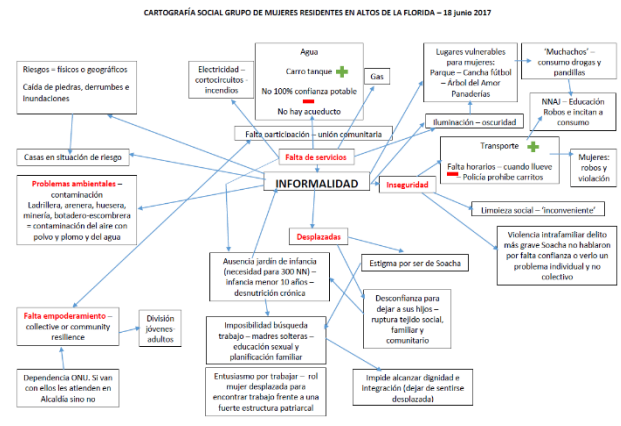 CARTOGRAFÍA SOCIAL GRUPO DE MUJERES RESIDENTES EN ALTOS DE LA FLORIDA – 18 junio 2017
Riesgos = físicos o geográficos
Caída de piedras, derrumbes e
Inundaciones
Electricidad –
cortocircuitos -
incendios
Agua
Carro tanque
No 100% confianza potable
No hay acueducto
Gas
Lugares vulnerables
para mujeres:
Parque – Cancha fútbol
– Árbol del Amor
Panaderías
'Muchachos' –
consumo drogas y
pandillas
NNAJ – Educación
Robos e incitan a
consumo
Falta participación – unión comunitaria
Iluminación – oscuridad
Casas en situación de riesgo
Falta de servicios
Transporte
Falta horarios – cuando llueve
– Policía prohíbe carritos
Mujeres:
robos y
violación
INFORMALIDAD
Inseguridad
Problemas ambientales –
contaminación
Ladrillera, arenera, huesera,
minería, botadero-escombrera
= contaminación del aire con
polvo y plomo y del agua
Limpieza social – 'inconveniente'
Desplazadas
Violencia intrafamiliar delito
más grave Soacha no hablaron
por falta confianza o verlo un
problema individual y no
colectivo
Ausencia jardín de infancia
(necesidad para 300 NN) –
infancia menor 10 años –
desnutrición crónica
Estigma por ser de Soacha
Desconfianza para
dejar a sus hijos –
ruptura tejido social,
familiar y
comunitario
Falta empoderamiento –
collective or community
resilience
División
jóvenes-
adultos
Imposibilidad búsqueda
trabajo – madres solteras –
educación sexual y
planificación familiar
Dependencia ONU. Si van
con ellos les atienden en
Alcaldía sino no
Entusiasmo por trabajar – rol
mujer desplazada para
encontrar trabajo frente a una
fuerte estructura patriarcal
Impide alcanzar dignidad e
Integración (dejar de sentirse
desplazada)